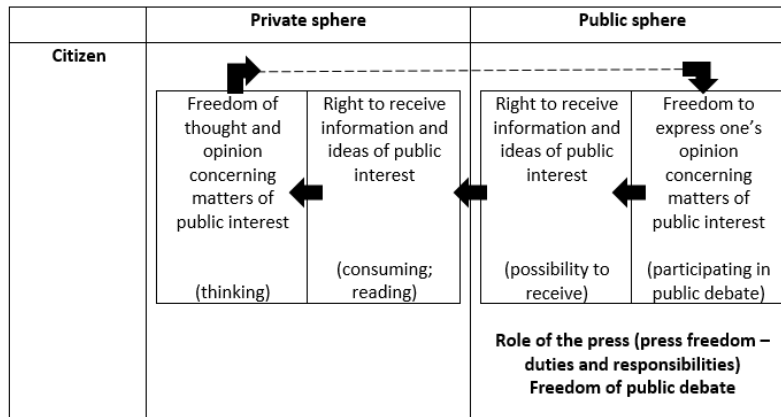 Private sphere
Public sphere
Citizen
Freedom of
thought and
opinion
concerning
matters of
public interest
(thinking)
Right to receive
information and
ideas of public
interest
(consuming;
reading)
Right to receive
information and
ideas of public
interest
(possibility to
receive)
Freedom to
express one’s
opinion
concerning
matters of
public interest
(participating in
public debate)
Role of the press (press freedom –
duties and responsibilities)
Freedom of public debate